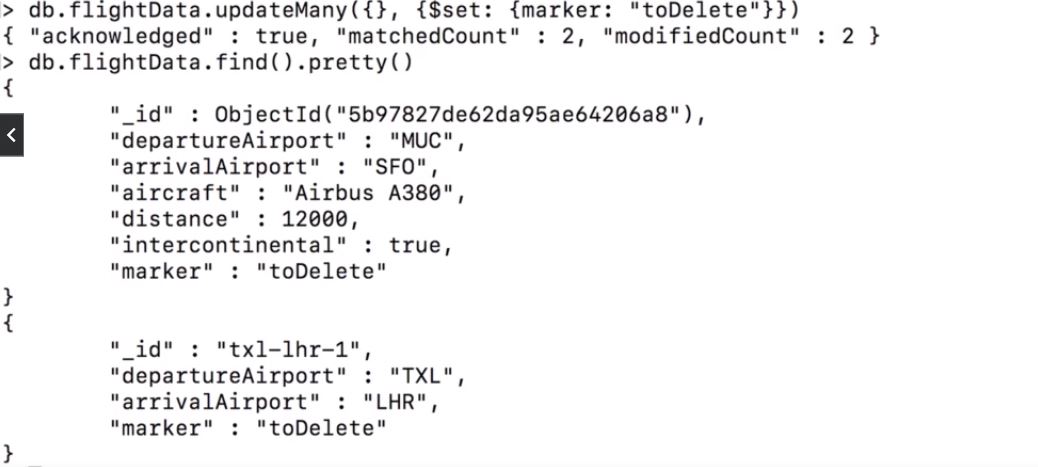 > db.flightData.updateMany({}, {$set: {marker: "toDelete"}})
{ "acknowledged" : true, "matchedCount" : 2, "modifiedCount" : 2 }
> db.flightData.find().pretty()
{
        "_id" : ObjectId("5b97827de62da95ae64206a8"),
        "departureAirport" : "MUC",
        "arrivalAirport" : "SFO",
        "aircraft" : "Airbus A380",
        "distance" : 12000,
        "intercontinental" : true,
        "marker" : "toDelete"
}
{
        "_id" : "txl-lhr-1",
        "departureAirport" : "TXL",
        "arrivalAirport" : "LHR",
        "marker" : "toDelete"
}